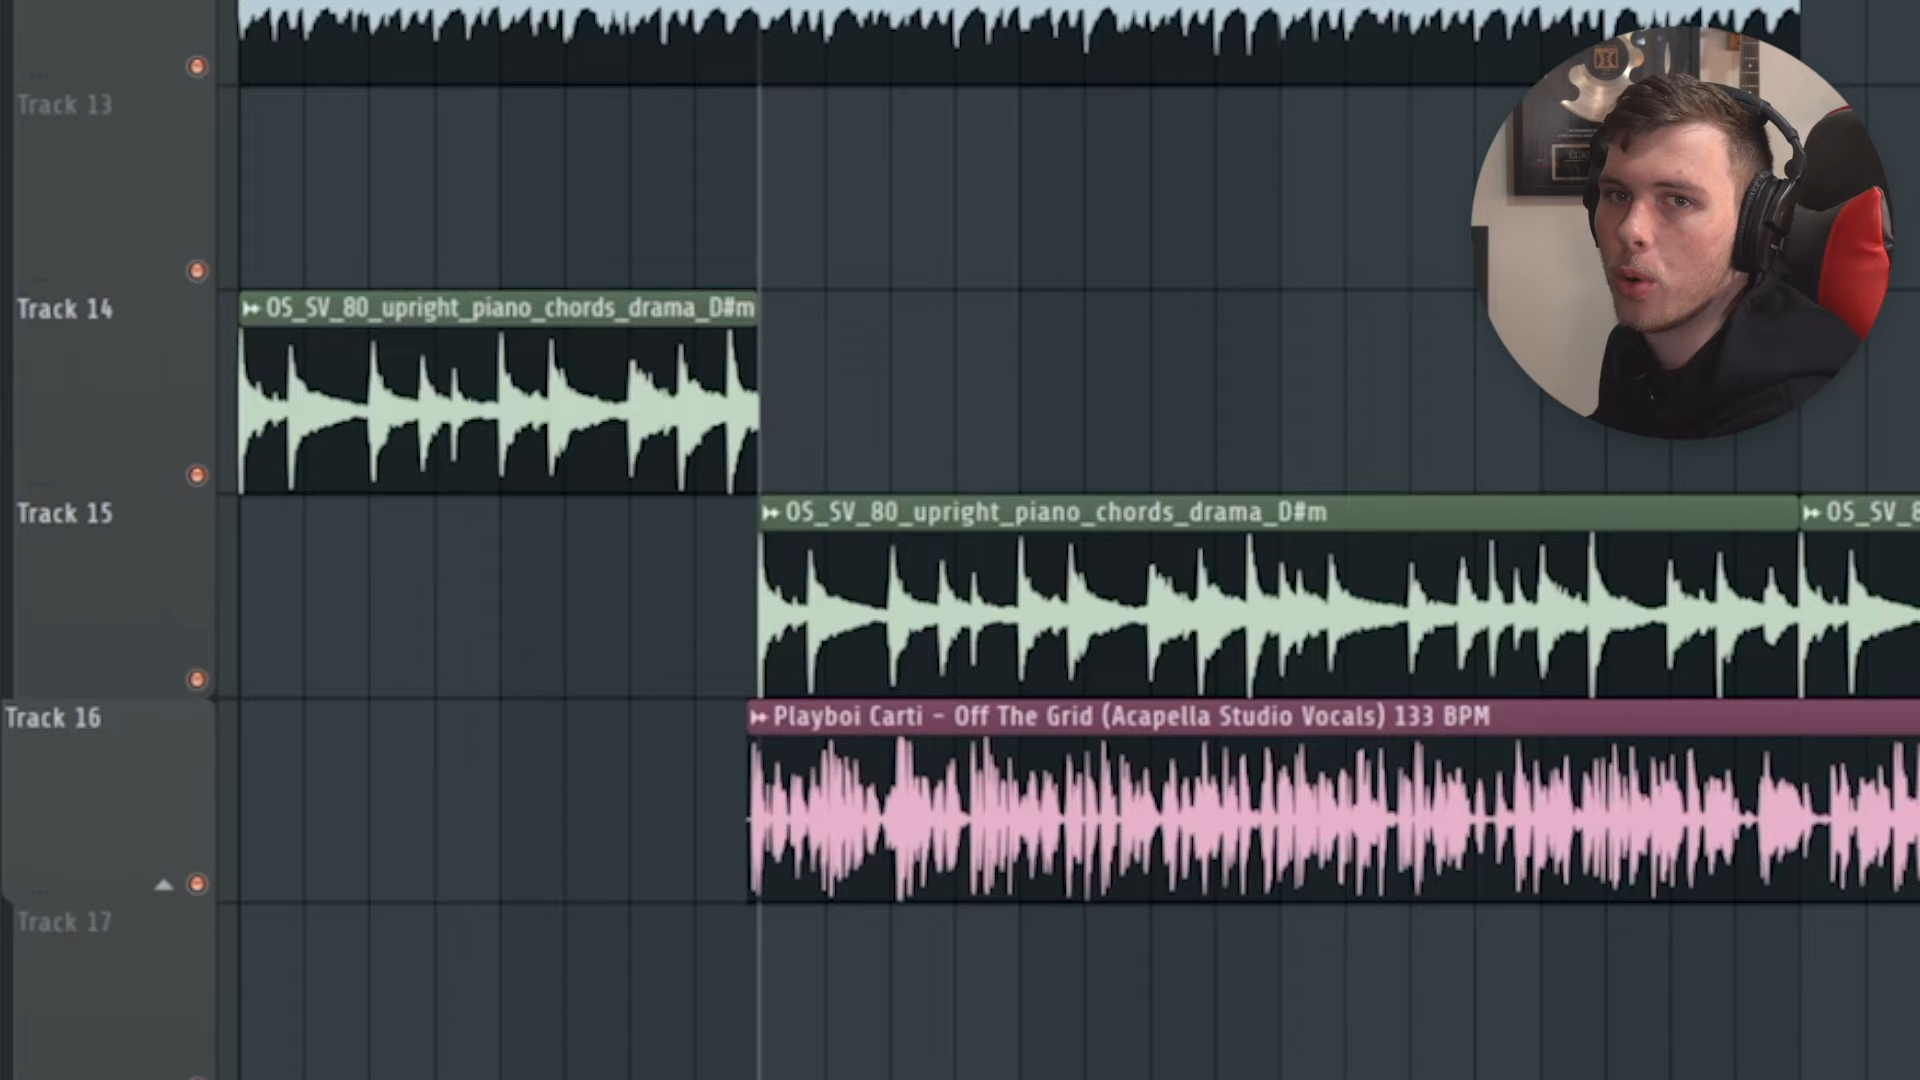 Track 13
Track 14
OS_SV_80_upright_piano_chords_drama_D#m
Track 15
OS_SV_80_upright_piano_chords_drama_D#m
OS_SV_8
Track 16
Playboi Carti - Off The Grid (Acapella Studio Vocals) 133 BPM
Track 17